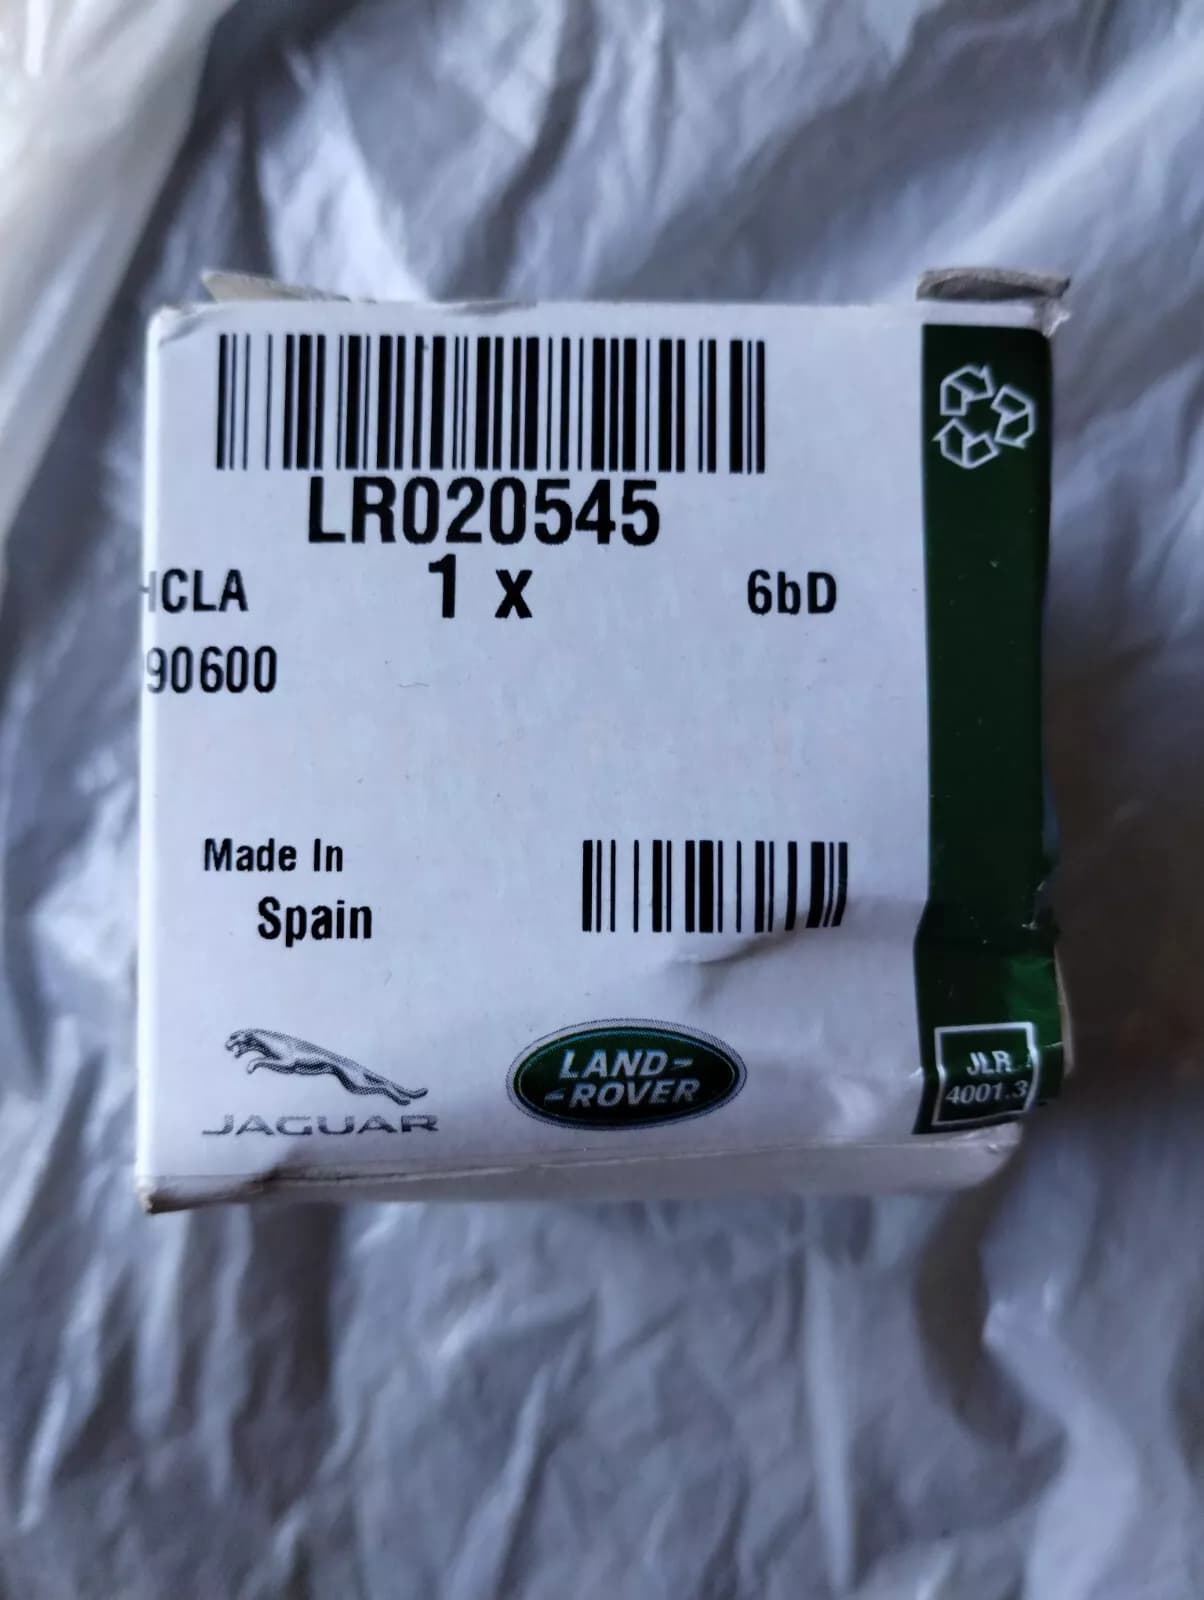 LR020545
1 x
HCLA
6bD
90600
Made In
Spain
JAGUAR
LAND-
-ROVER
JLR
4001.3